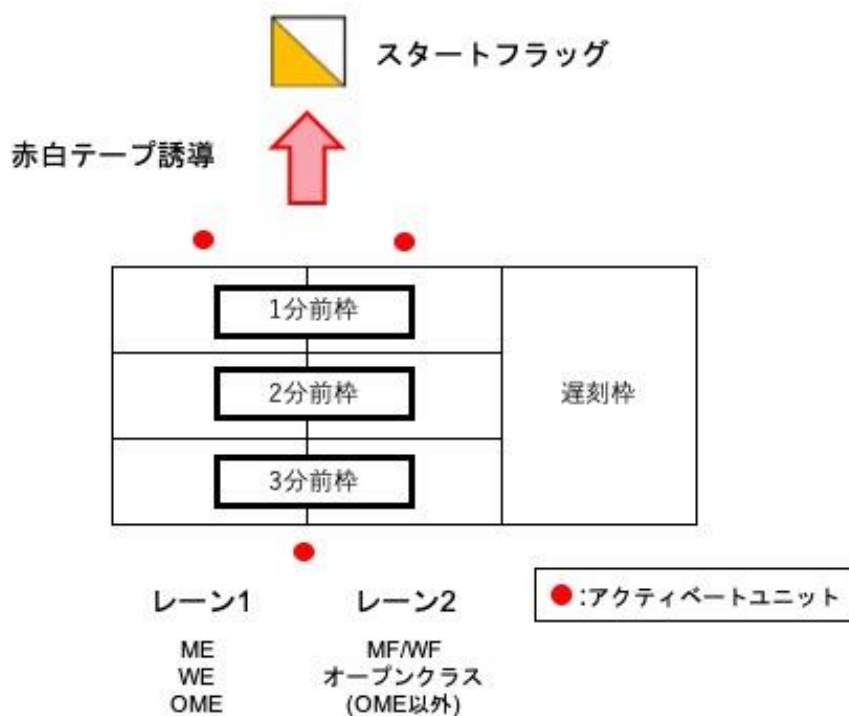 スタートフラッグ
赤白テープ誘導
1分前枠
2分前枠
遅刻枠
3分前枠
レーン1
レーン2
●:アクティベートユニット
ME
MF/WF
WE
オープンクラス
OME
(OME以外)